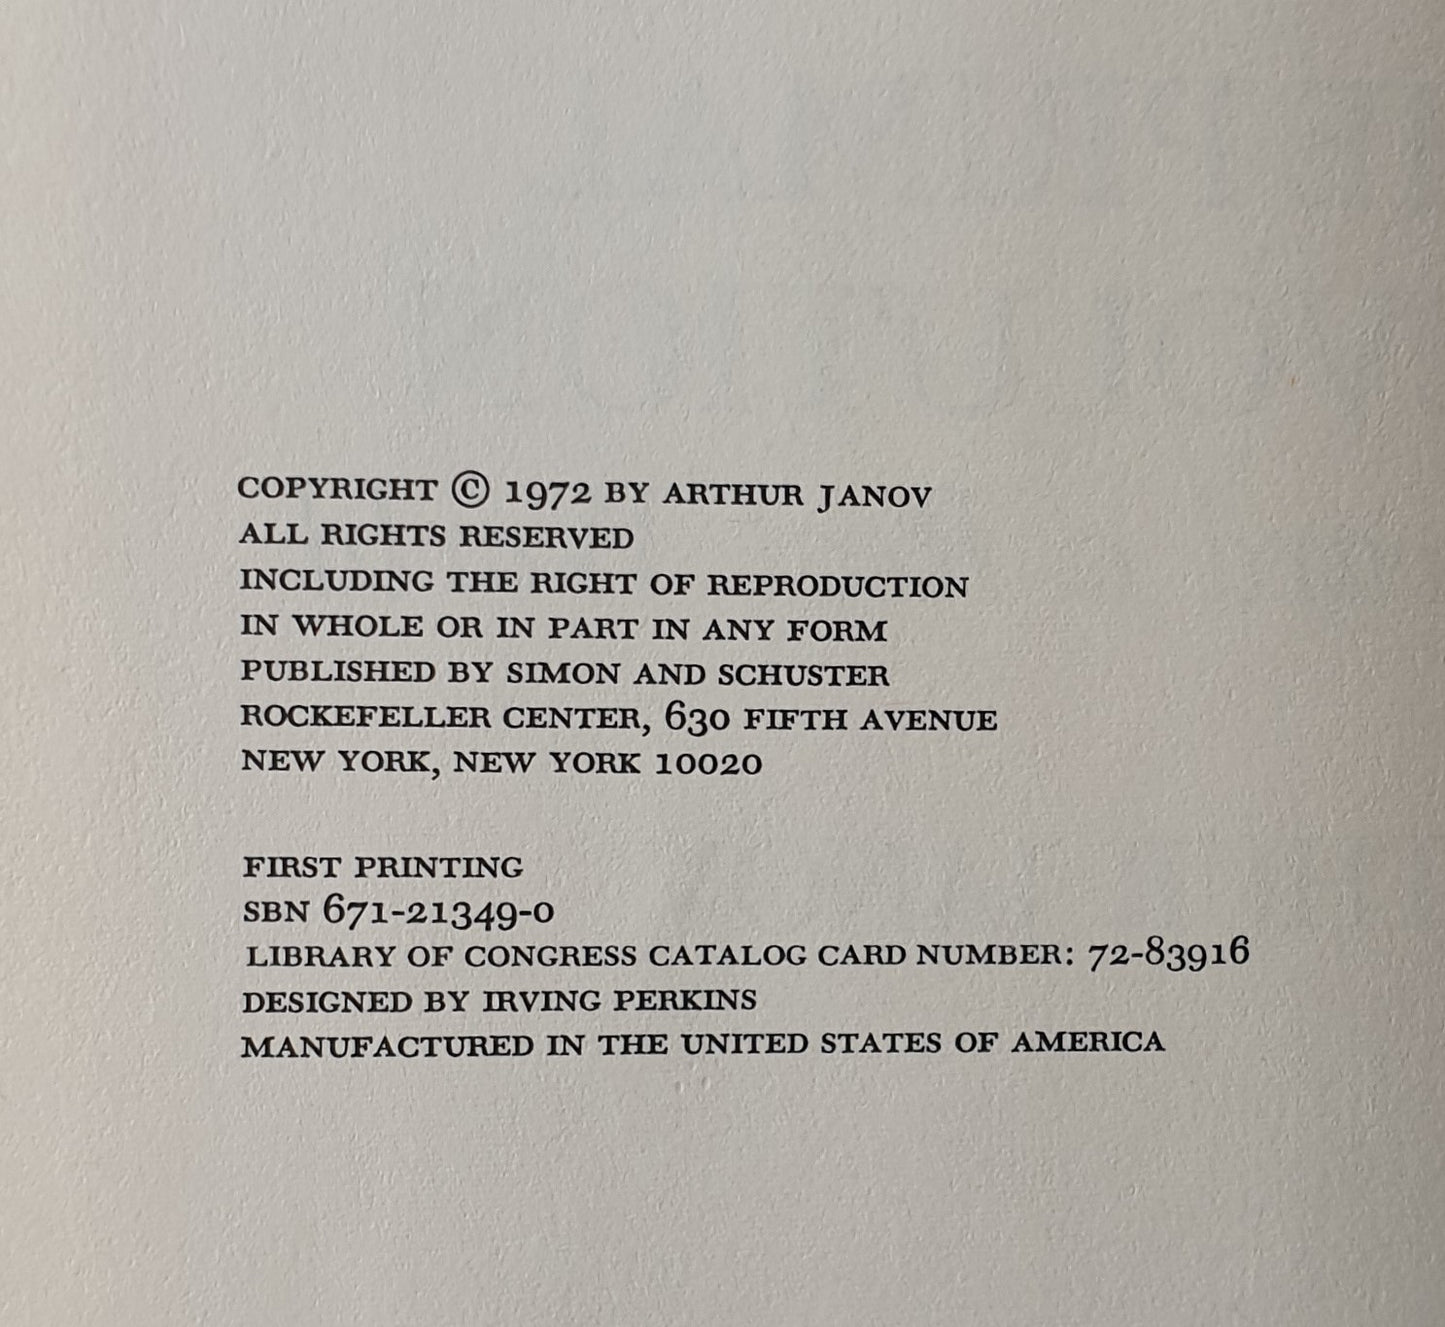 COPYRIGHT © 1972 BY ARTHUR JANOV
ALL RIGHTS RESERVED
INCLUDING THE RIGHT OF REPRODUCTION
IN WHOLE OR IN PART IN ANY FORM
PUBLISHED BY SIMON AND SCHUSTER
ROCKEFELLER CENTER, 630 FIFTH AVENUE
NEW YORK, NEW YORK 10020
FIRST PRINTING
SBN 671-21349-0
LIBRARY OF CONGRESS CATALOG CARD NUMBER: 72-83916
DESIGNED BY IRVING PERKINS
MANUFACTURED IN THE UNITED STATES OF AMERICA